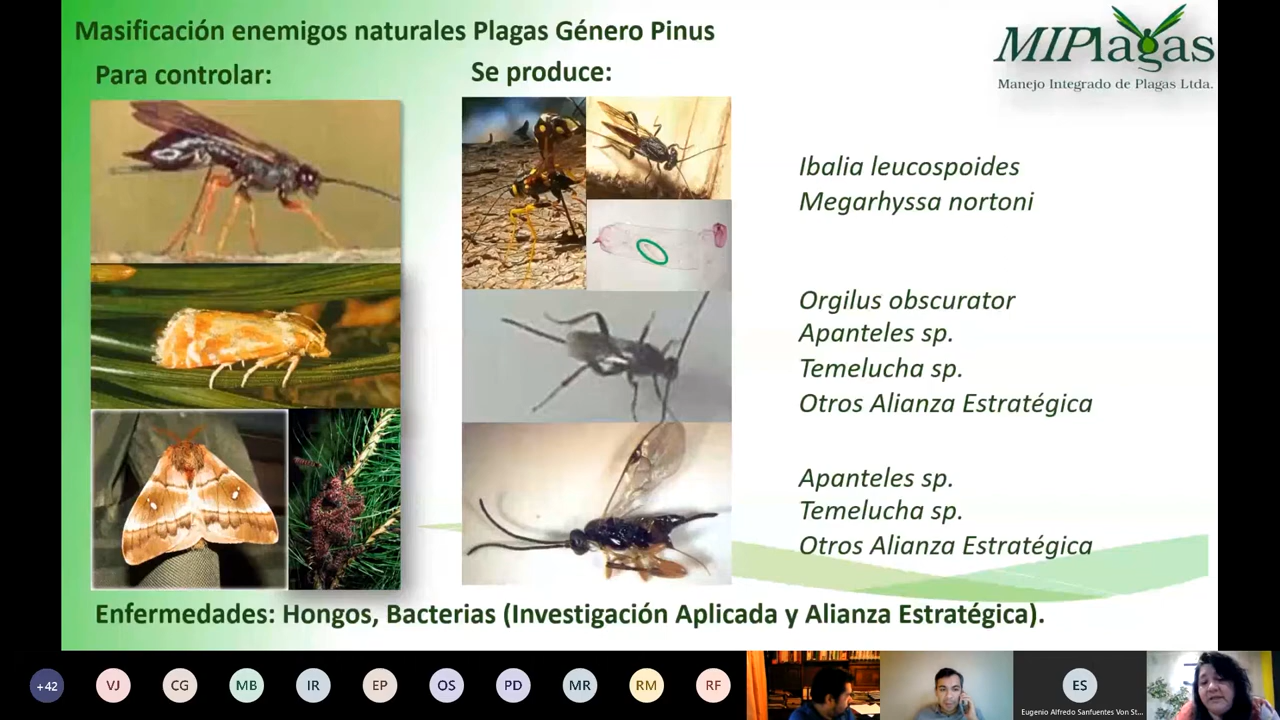 Masificación enemigos naturales Plagas Género Pinus
MIPlagas
Manejo Integrado de Plagas Ltda.
Para controlar:
Se produce:
Ibalia leucospoides
Megarhyssa nortoni
Orgilus obscurator
Apanteles sp.
Temelucha sp.
Otros Alianza Estratégica
Apanteles sp.
Temelucha sp.
Otros Alianza Estratégica
Enfermedades: Hongos, Bacterias (Investigación Aplicada y Alianza Estratégica).
+42
VJ
CG
MB
IR
EP
OS
PD
MR
RM
RF
ES
Eugenio Alfredo Sanfuentes Von St...